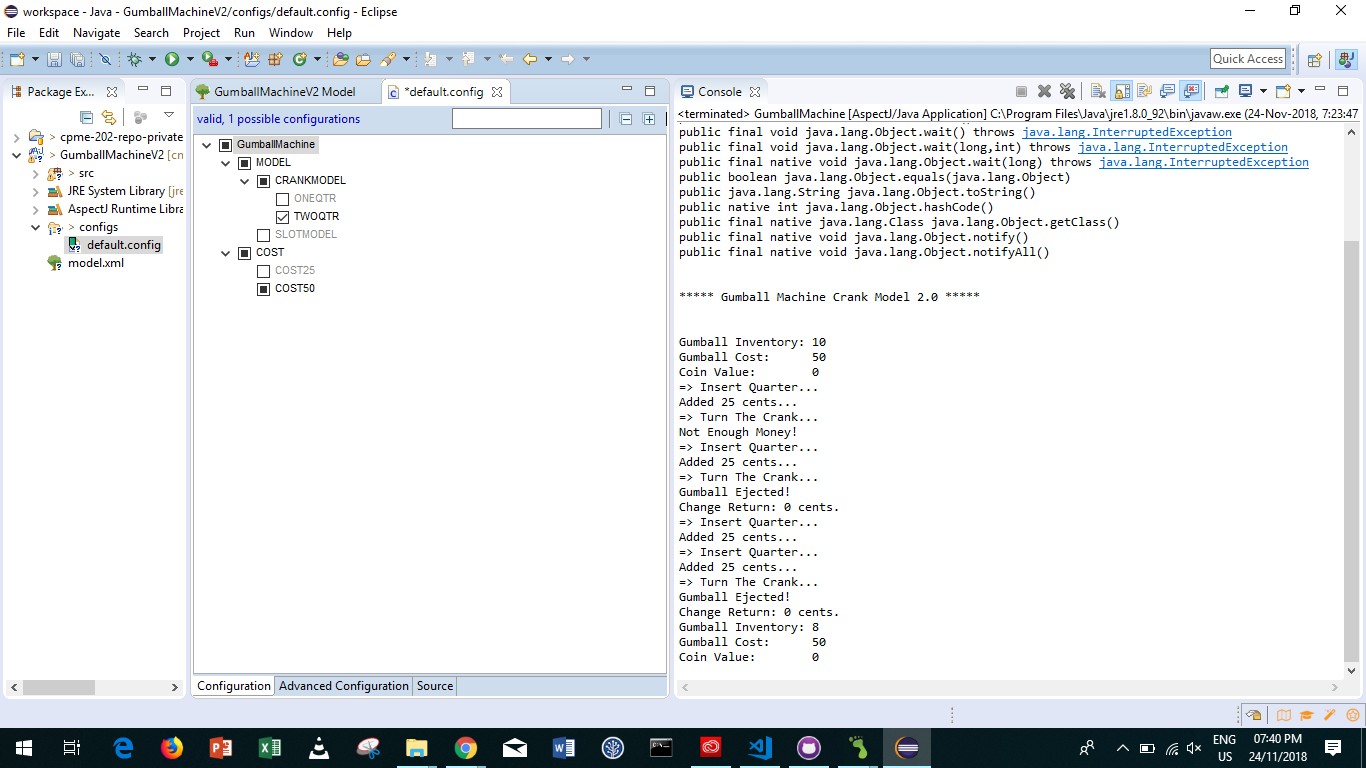 workspace - Java - GumballMachineV2/configs/default.config - Eclipse
File Edit Navigate Search Project Run Window Help
Quick Access
Package Ex...
> cpme-202-repo-private
> GumballMachineV2 [cn
> src
JRE System Library [jre
AspectJ Runtime Libra
> configs
default.config
model.xml
GumballMachineV2 Model
*default.config
valid, 1 possible configurations
GumballMachine
MODEL
CRANKMODEL
ONEQTR
TWOQTR
SLOTMODEL
COST
COST25
COST50
Configuration Advanced Configuration Source
Console
<terminated> GumballMachine [AspectJ/Java Application] C:\Program Files\Java\jre1.8.0_92\bin\javaw.exe (24-Nov-2018, 7:23:47
public final void java.lang.Object.wait() throws java.lang.InterruptedException
public final void java.lang.Object.wait(long,int) throws java.lang.InterruptedException
public final native void java.lang.Object.wait(long) throws java.lang.InterruptedException
public boolean java.lang.Object.equals(java.lang.Object)
public java.lang.String java.lang.Object.toString()
public native int java.lang.Object.hashCode()
public final native java.lang.Class java.lang.Object.getClass()
public final native void java.lang.Object.notify()
public final native void java.lang.Object.notifyAll()
***** Gumball Machine Crank Model 2.0 *****
Gumball Inventory: 10
Gumball Cost: 50
Coin Value: 0
=> Insert Quarter...
Added 25 cents...
=> Turn The Crank...
Not Enough Money!
=> Insert Quarter...
Added 25 cents...
=> Turn The Crank...
Gumball Ejected!
Change Return: 0 cents.
=> Insert Quarter...
Added 25 cents...
=> Insert Quarter...
Added 25 cents...
=> Turn The Crank...
Gumball Ejected!
Change Return: 0 cents.
Gumball Inventory: 8
Gumball Cost: 50
Coin Value: 0
ENG
US
07:40 PM
24/11/2018